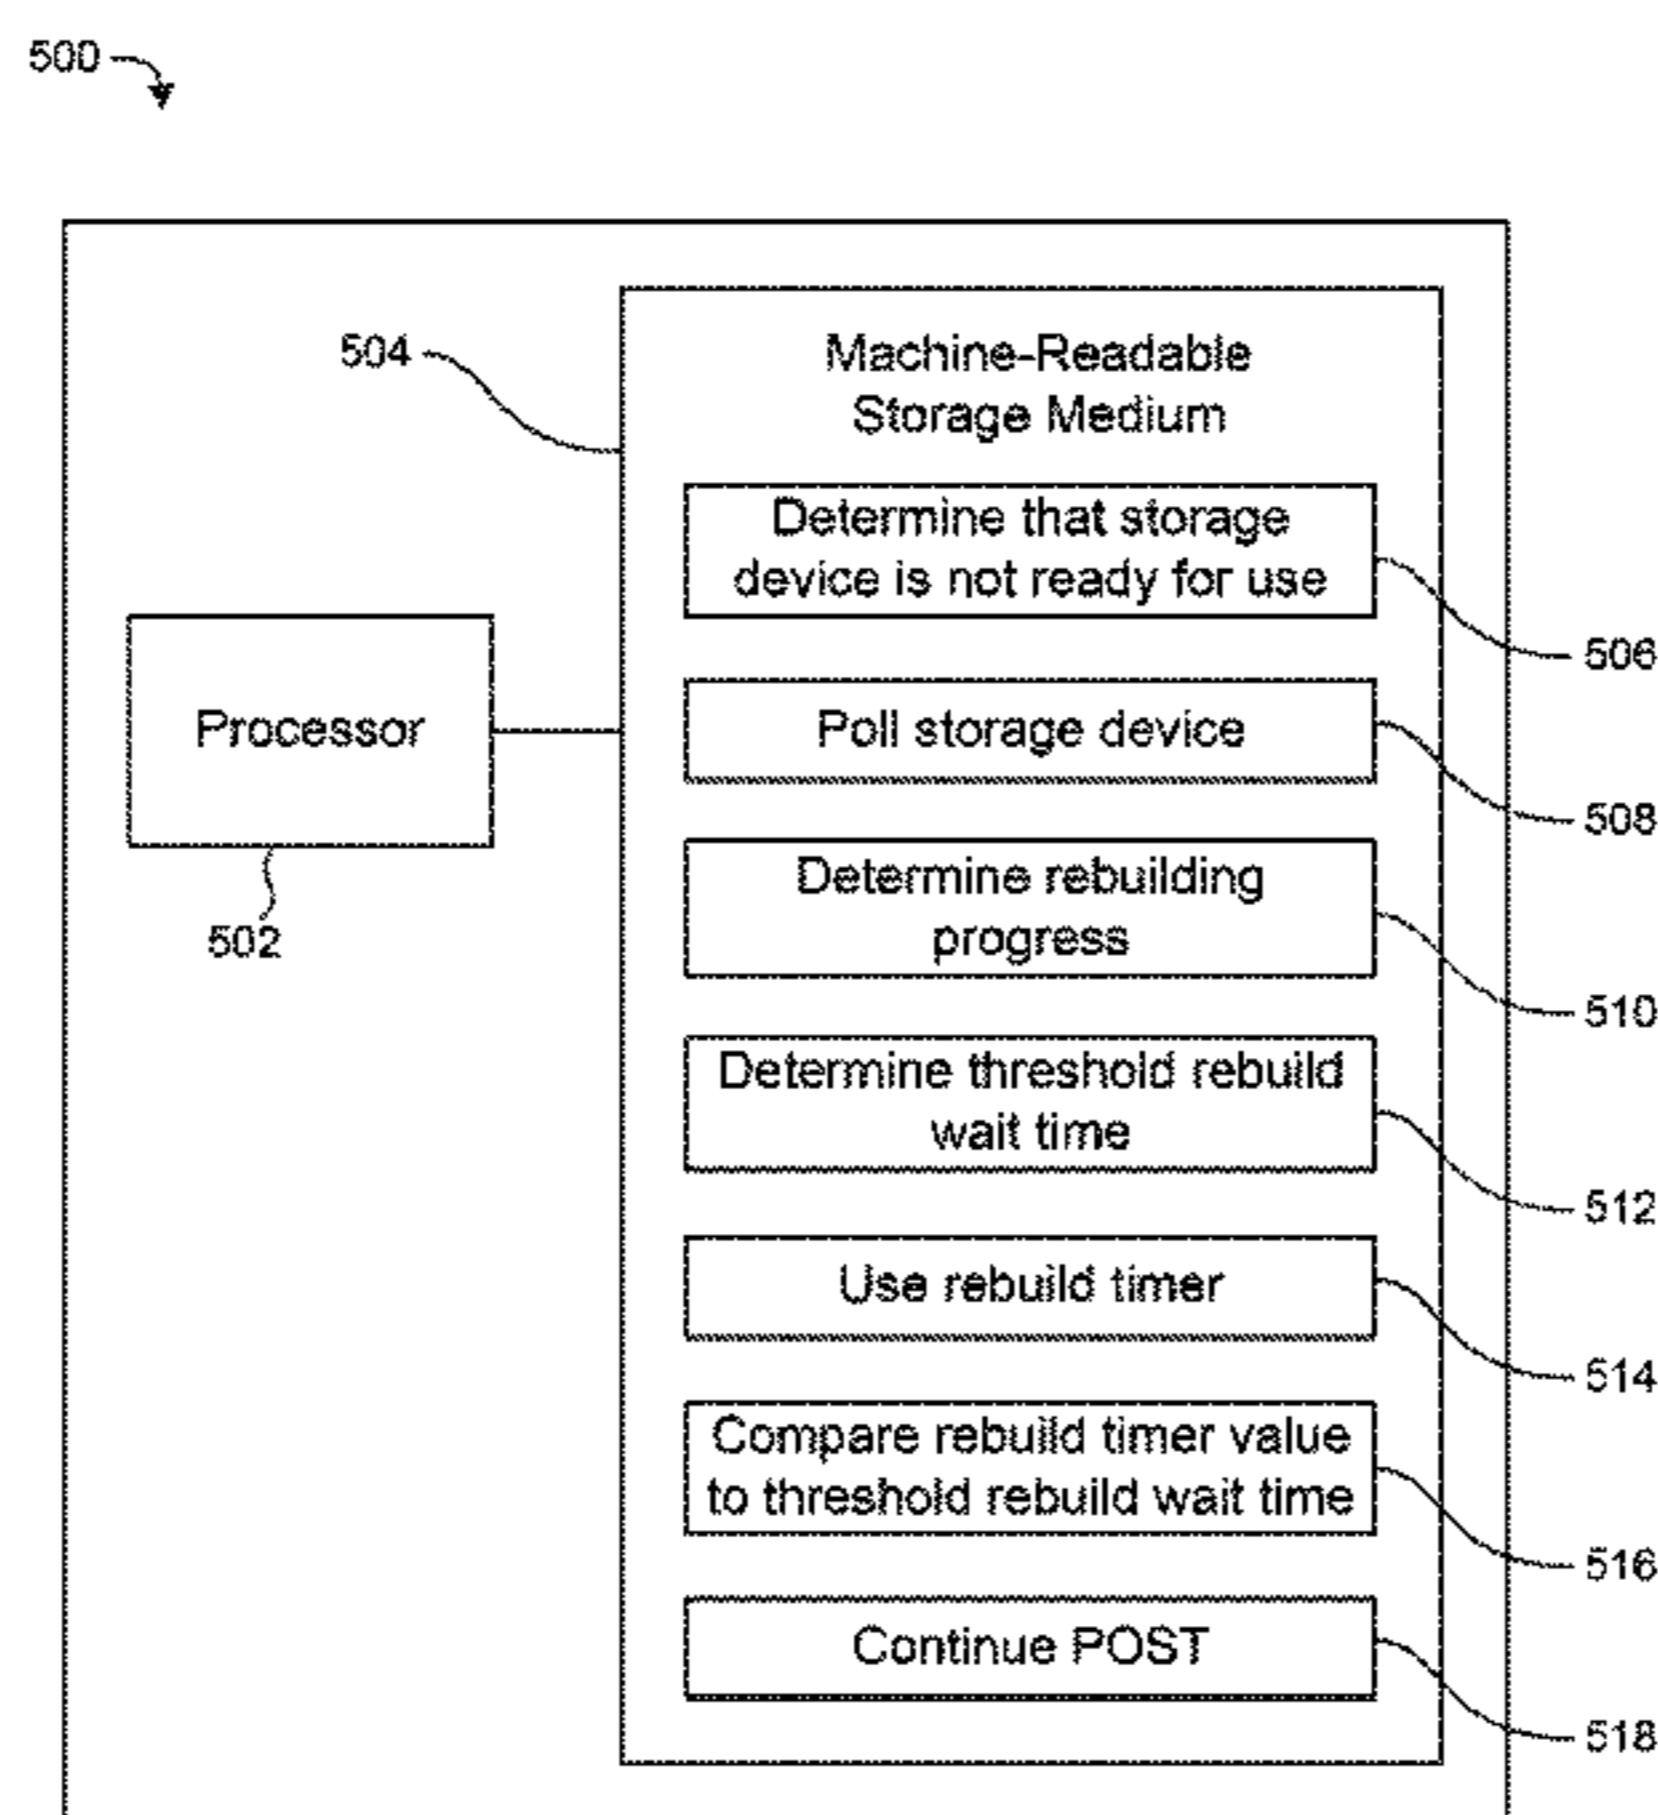 500
504
Machine-Readable
Storage Medium
Determine that storage
device is not ready for use
506
Processor
502
Poll storage device
508
Determine rebuilding
progress
510
Determine threshold rebuild
wait time
512
Use rebuild timer
514
Compare rebuild timer value
to threshold rebuild wait time
516
Continue POST
518